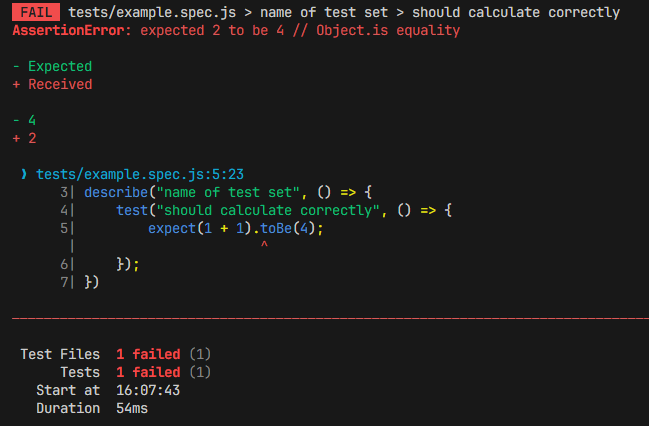 FAIL tests/example.spec.js > name of test set > should calculate correctly
AssertionError: expected 2 to be 4 // Object.is equality
- Expected
+ Received
- 4
+ 2
❯ tests/example.spec.js:5:23
3| describe("name of test set", () => {
4|     test("should calculate correctly", () => {
5|         expect(1 + 1).toBe(4);
|                       ^
6|     });
7| })
Test Files  1 failed (1)
Tests  1 failed (1)
Start at  16:07:43
Duration  54ms